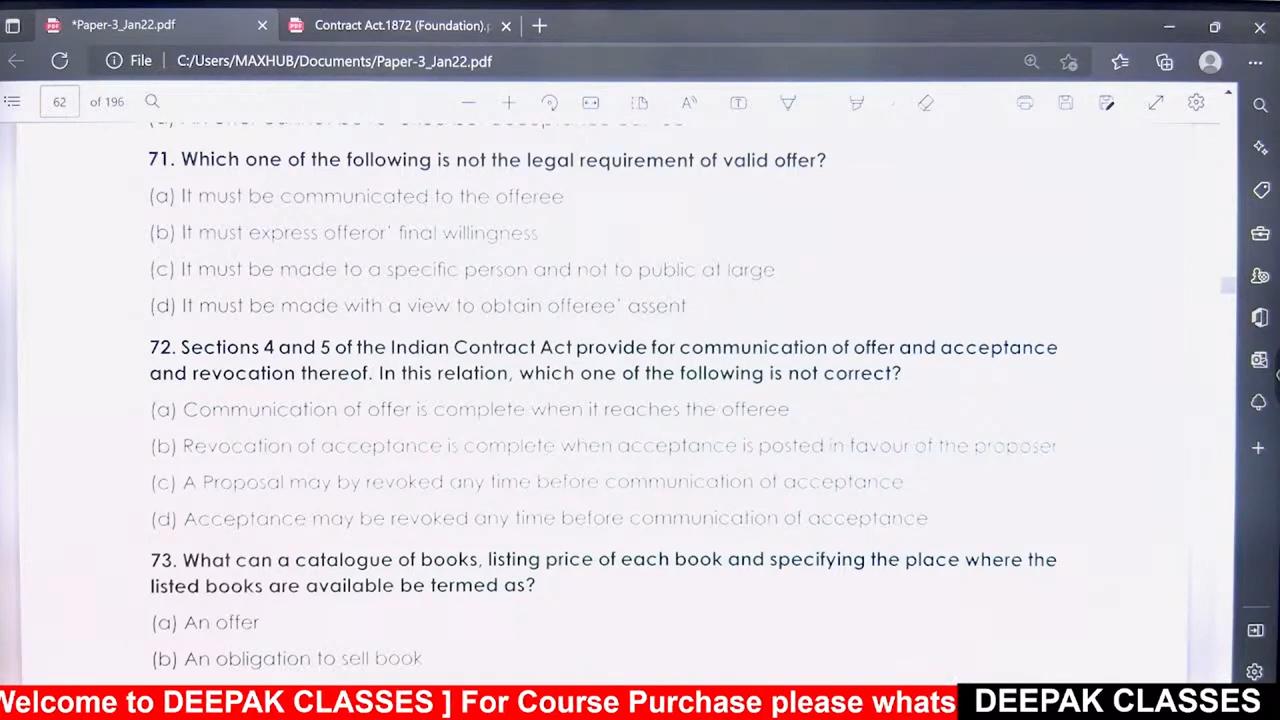 *Paper-3_Jan22.pdf
Contract Act.1872 (Foundation).p
File
C:/Users/MAXHUB/Documents/Paper-3_Jan22.pdf
62 of 196
71. Which one of the following is not the legal requirement of valid offer?
(a) It must be communicated to the offeree
(b) It must express offeror' final willingness
(c) It must be made to a specific person and not to public at large
(d) It must be made with a view to obtain offeree' assent
72. Sections 4 and 5 of the Indian Contract Act provide for communication of offer and acceptance
and revocation thereof. In this relation, which one of the following is not correct?
(a) Communication of offer is complete when it reaches the offeree
(b) Revocation of acceptance is complete when acceptance is posted in favour of the proposer
(c) A Proposal may by revoked any time before communication of acceptance
(d) Acceptance may be revoked any time before communication of acceptance
73. What can a catalogue of books, listing price of each book and specifying the place where the
listed books are available be termed as?
(a) An offer
(b) An obligation to sell book
Welcome to DEEPAK CLASSES ] For Course Purchase please whats
DEEPAK CLASSES